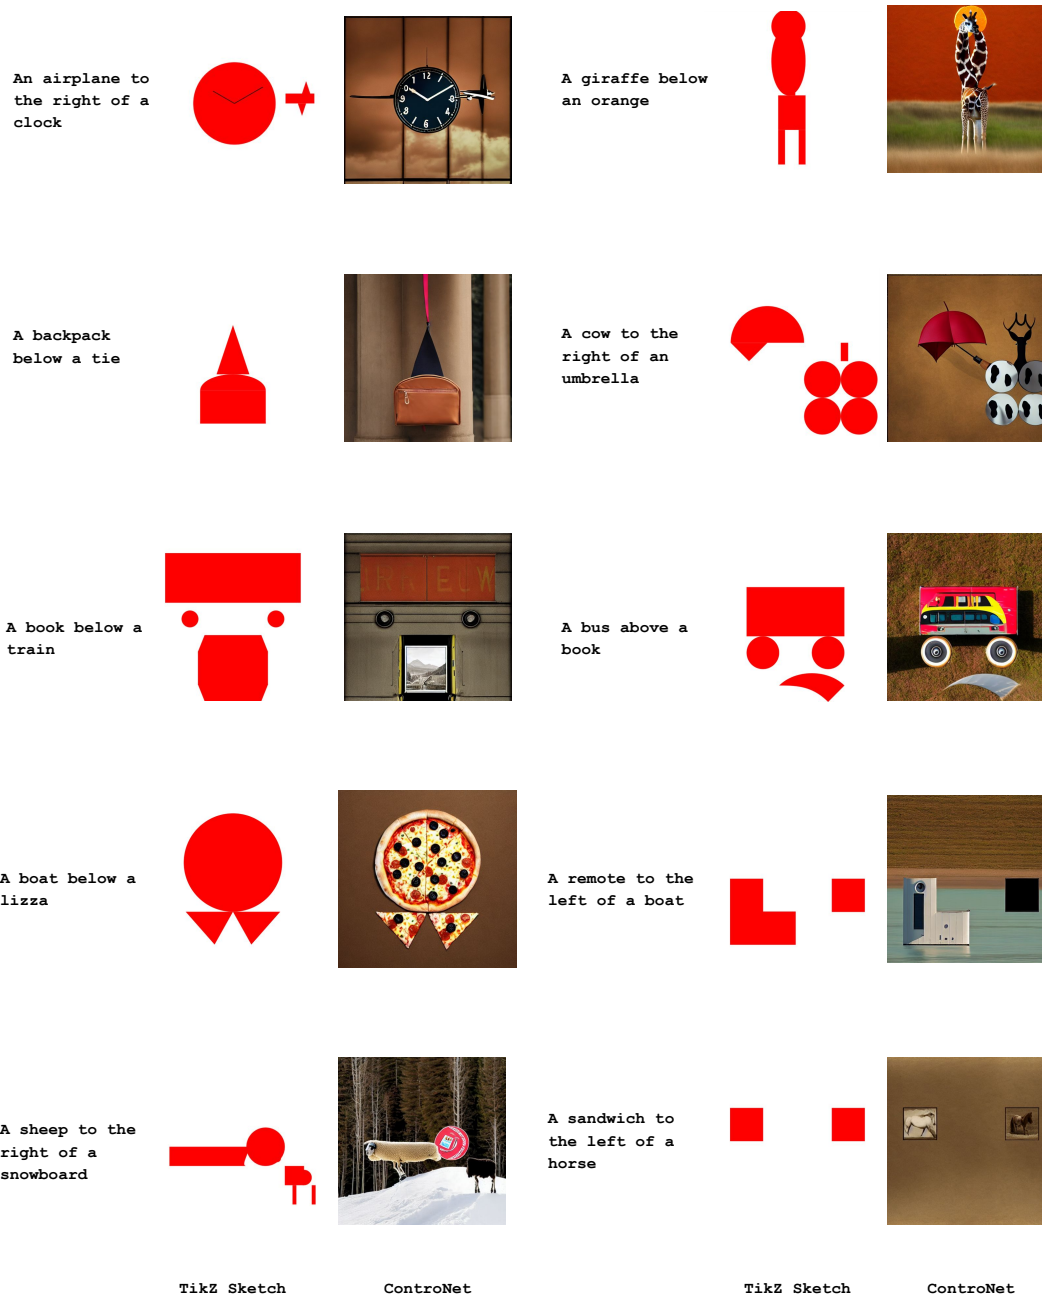 An airplane to
the right of a
clock
A giraffe below
an orange
12
A backpack
below a tie
A cow to the
right of an
umbrella
A book below a
train
A bus above a
book
A boat below a
lizza
A remote to the
left of a boat
A sheep to the
right of a
snowboard
A sandwich to
the left of a
horse
TikZ Sketch
ControNet
TikZ Sketch
ControNet